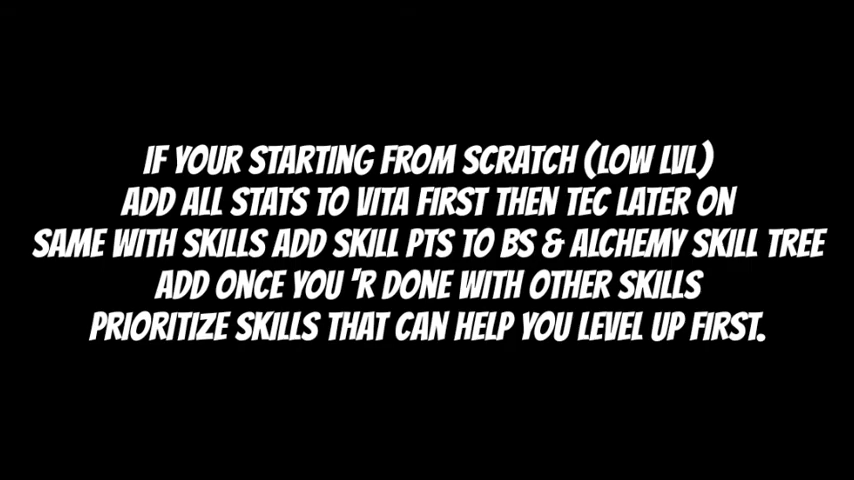 IF YOUR STARTING FROM SCRATCH (LOW LVL)
ADD ALL STATS TO VITA FIRST THEN TEC LATER ON
SAME WITH SKILLS ADD SKILL PTS TO BS & ALCHEMY SKILL TREE
ADD ONCE YOU 'R DONE WITH OTHER SKILLS
PRIORITIZE SKILLS THAT CAN HELP YOU LEVEL UP FIRST.